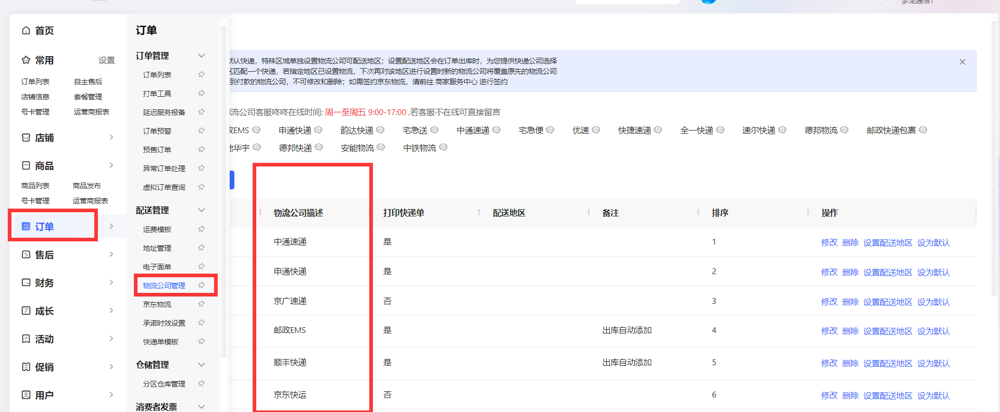 首页
常用 设置
订单列表 自主售后
店铺信息 套餐管理
号卡管理 运营商报表
店铺
商品
商品列表 商品发布
号卡管理 运营商报表
订单
售后
财务
成长
活动
促销
用户
订单
订单管理
订单列表
打单工具
延迟服务报备
订单预警
预售订单
异常订单处理
虚拟订单查询
配送管理
运费模板
地址管理
电子面单
物流公司管理
京东物流
承诺时效设置
快递单模板
仓储管理
分区仓库管理
消费者发票
默认快递，特殊区域单独设置物流公司可配送地区；设置配送地区会在订单出库时，为您提供快递公司选择
区匹配一个快递，若指定地区已设置物流，下次再对该地区进行设置时新的物流公司将覆盖原先的物流公司
到付款的物流公司，不可修改和删除；如需签约京东物流，请前往 商家服务中心 进行签约
物流公司客服咚咚在线时间: 周一至周五 9:00-17:00 ,若客服不在线可直接留言
政EMS 申通快递 韵达快递 宅急送 中通速递 宅急便 优速 快捷速递 全一快递 速尔快递 德邦物流 邮政快递包裹
地华宇 德邦快递 安能物流 中铁物流
物流公司描述 打印快递单 配送地区 备注 排序 操作
中通速递 是 1 修改 删除 设置配送地区 设为默认
申通快递 是 2 修改 删除 设置配送地区 设为默认
京广速递 否 3 修改 删除 设置配送地区 设为默认
邮政EMS 是 出库自动添加 4 修改 删除 设置配送地区 设为默认
顺丰快递 是 出库自动添加 5 修改 删除 设置配送地区 设为默认
京东快运 否 6 修改 删除 设置配送地区 设为默认